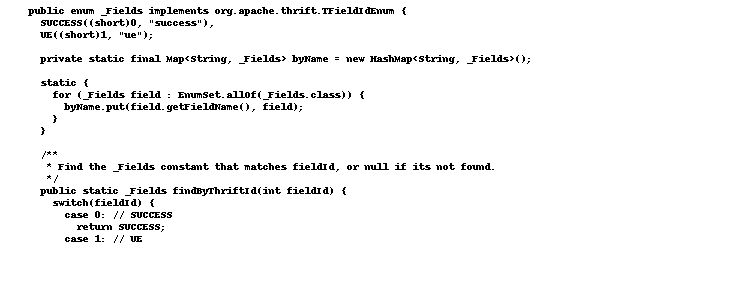 public enum _Fields implements org.apache.thrift.TFieldIdEnum {
  SUCCESS((short)0, "success"),
  UE((short)1, "ue");

  private static final Map<String, _Fields> byName = new HashMap<String, _Fields>();

  static {
    for (_Fields field : EnumSet.allOf(_Fields.class)) {
      byName.put(field.getFieldName(), field);
    }
  }

  /**
   * Find the _Fields constant that matches fieldId, or null if its not found.
   */
  public static _Fields findByThriftId(int fieldId) {
    switch(fieldId) {
      case 0: // SUCCESS
        return SUCCESS;
      case 1: // UE